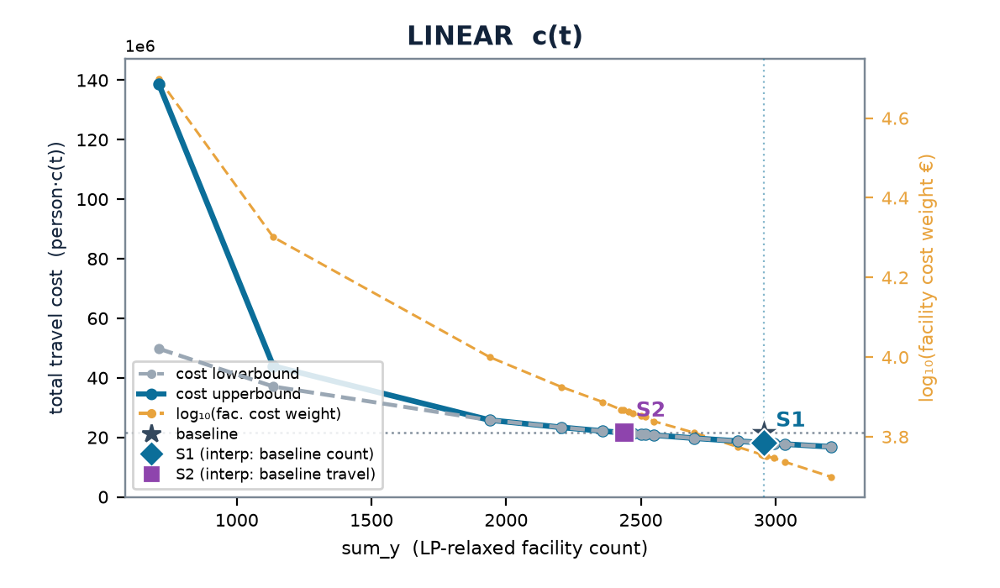 LINEAR  c(t)
1e6
140
120
100
80
60
40
20
0
total travel cost  (person·c(t))
4.6
4.4
4.2
4.0
3.8
log₁₀(facility cost weight €)
S2
S1
cost lowerbound
cost upperbound
log₁₀(fac. cost weight)
baseline
S1 (interp: baseline count)
S2 (interp: baseline travel)
1000
1500
2000
2500
3000
sum_y  (LP-relaxed facility count)